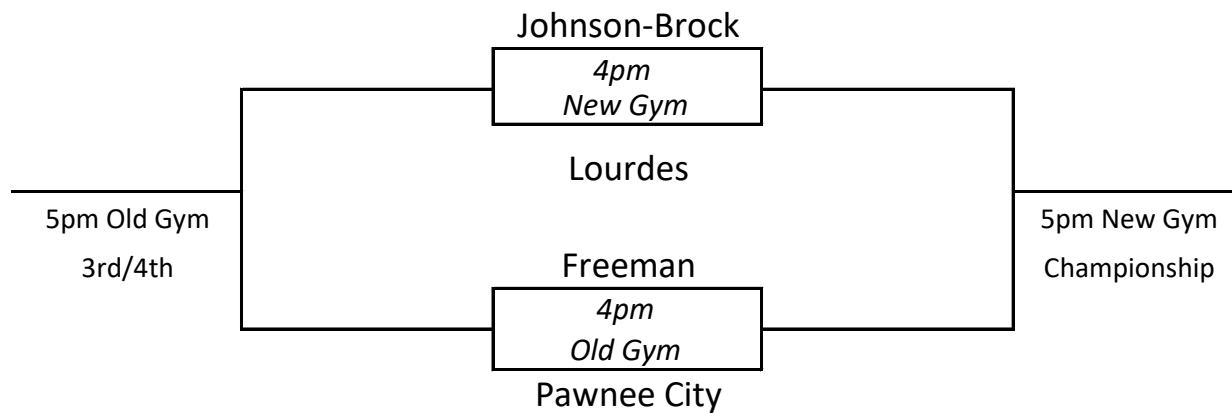 Johnson-Brock
4pm
New Gym
Lourdes
5pm Old Gym
3rd/4th
5pm New Gym
Championship
Freeman
4pm
Old Gym
Pawnee City